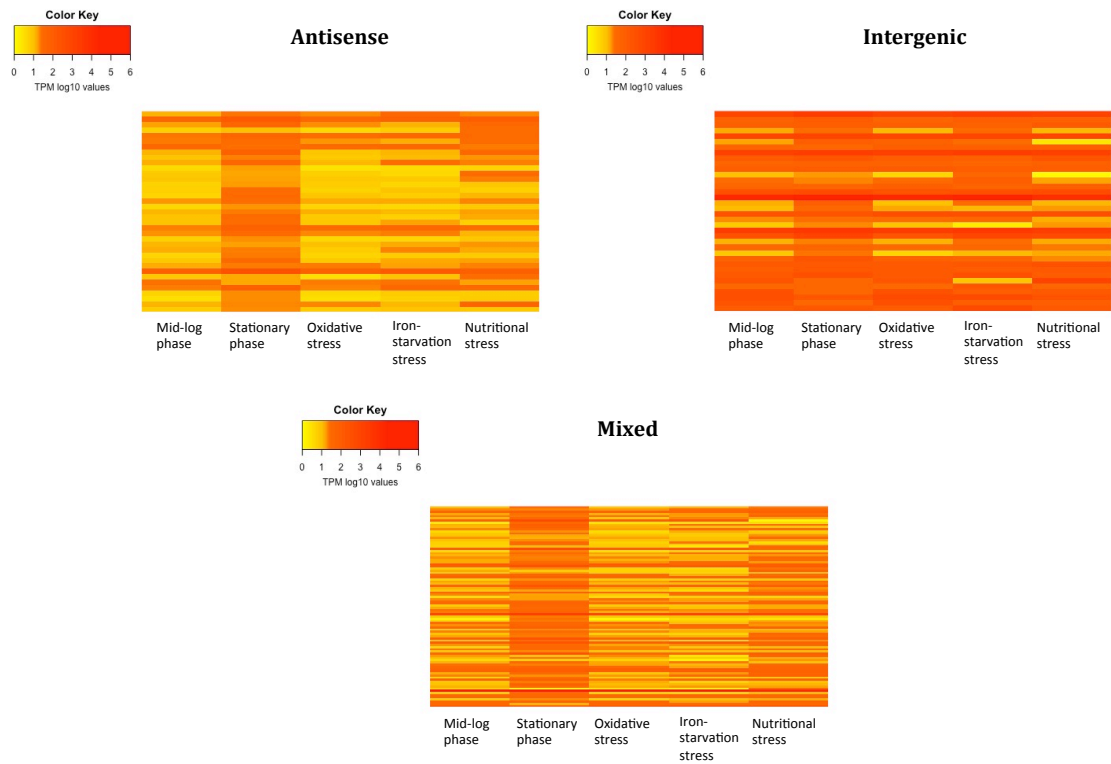 Color Key
0 1 2 3 4 5 6
TPM log10 values
Antisense
Mid-log
phase
Stationary
phase
Oxidative
stress
Iron-
starvation
stress
Nutritional
stress
Color Key
0 1 2 3 4 5 6
TPM log10 values
Intergenic
Mid-log
phase
Stationary
phase
Oxidative
stress
Iron-
starvation
stress
Nutritional
stress
Color Key
0 1 2 3 4 5 6
TPM log10 values
Mixed
Mid-log
phase
Stationary
phase
Oxidative
stress
Iron-
starvation
stress
Nutritional
stress